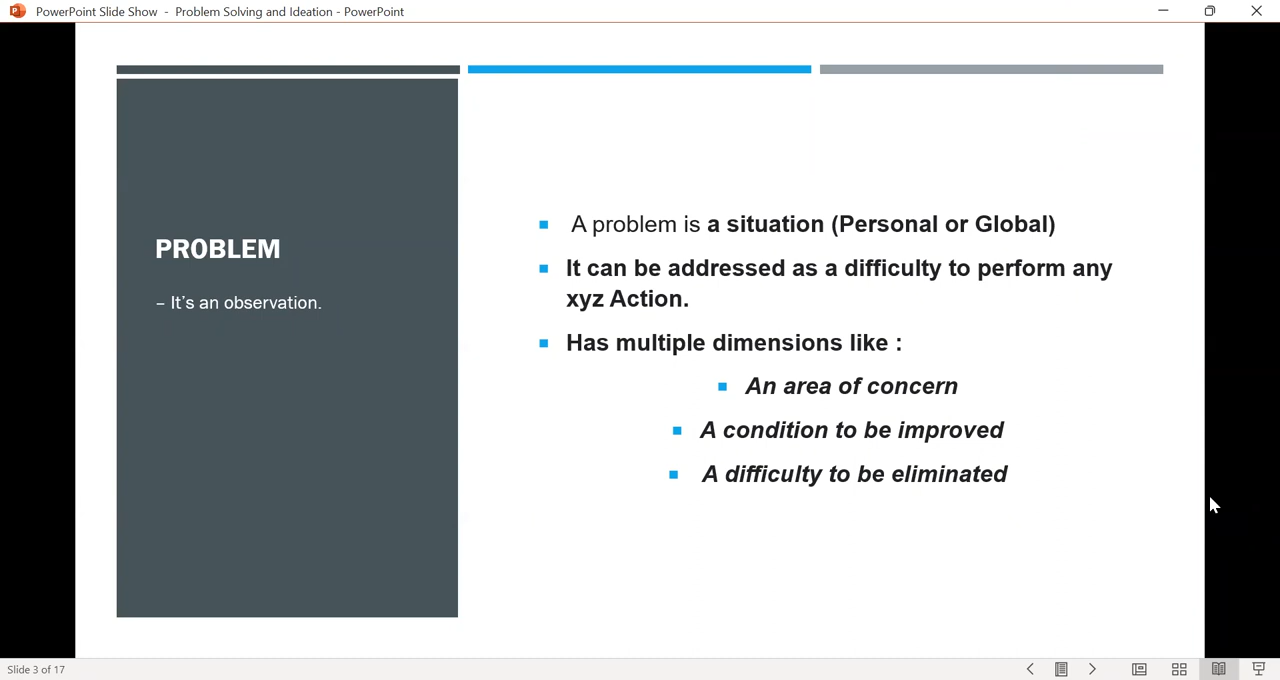 PowerPoint Slide Show - Problem Solving and Ideation - PowerPoint
PROBLEM
– It's an observation.
A problem is a situation (Personal or Global)
It can be addressed as a difficulty to perform any
xyz Action.
Has multiple dimensions like :
An area of concern
A condition to be improved
A difficulty to be eliminated
Slide 3 of 17